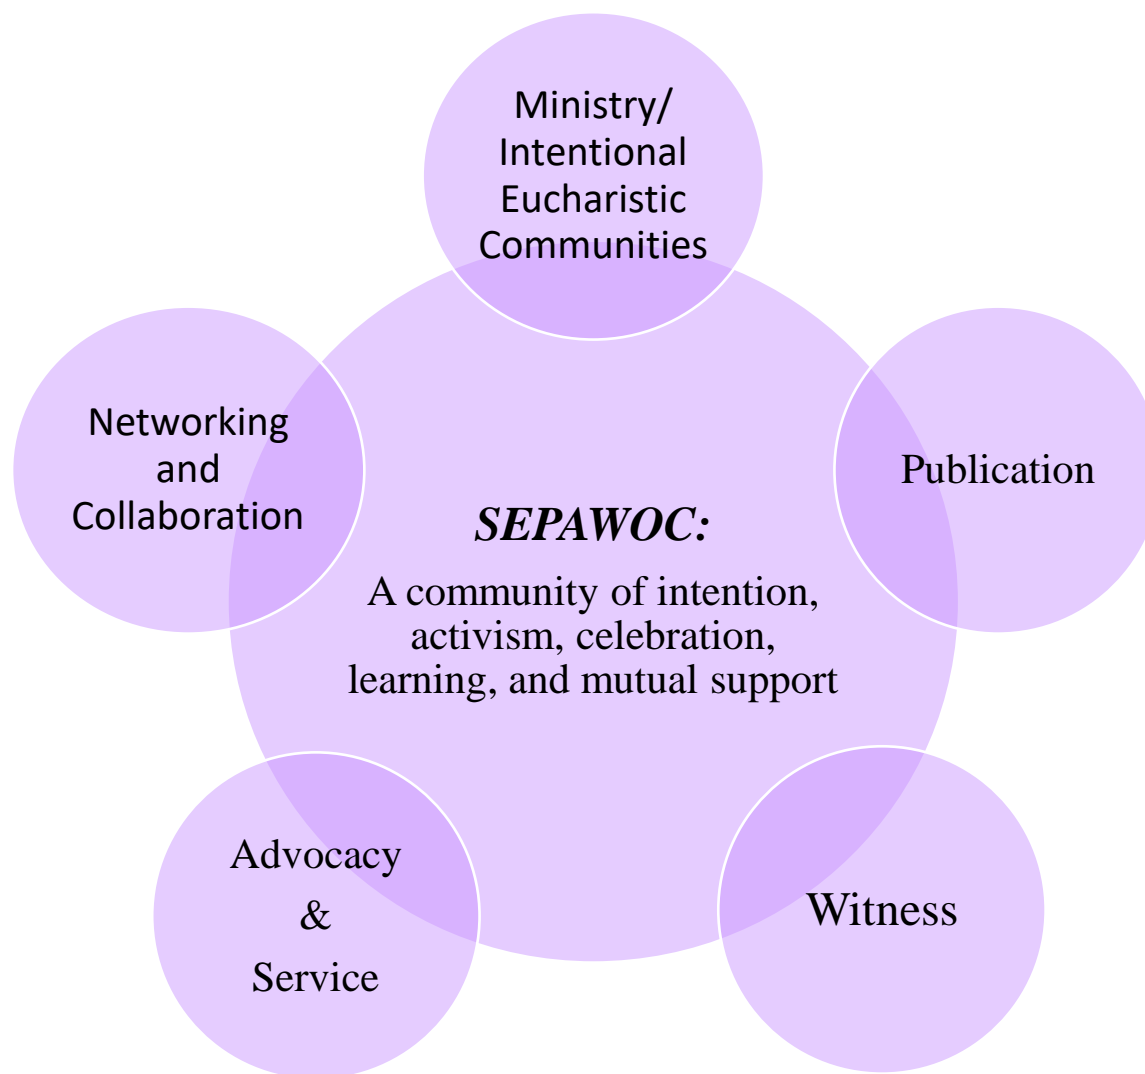 Ministry/
Intentional
Eucharistic
Communities
Networking
and
Collaboration
Publication
SEPAWOC:
A community of intention,
activism, celebration,
learning, and mutual support
Advocacy
&
Service
Witness